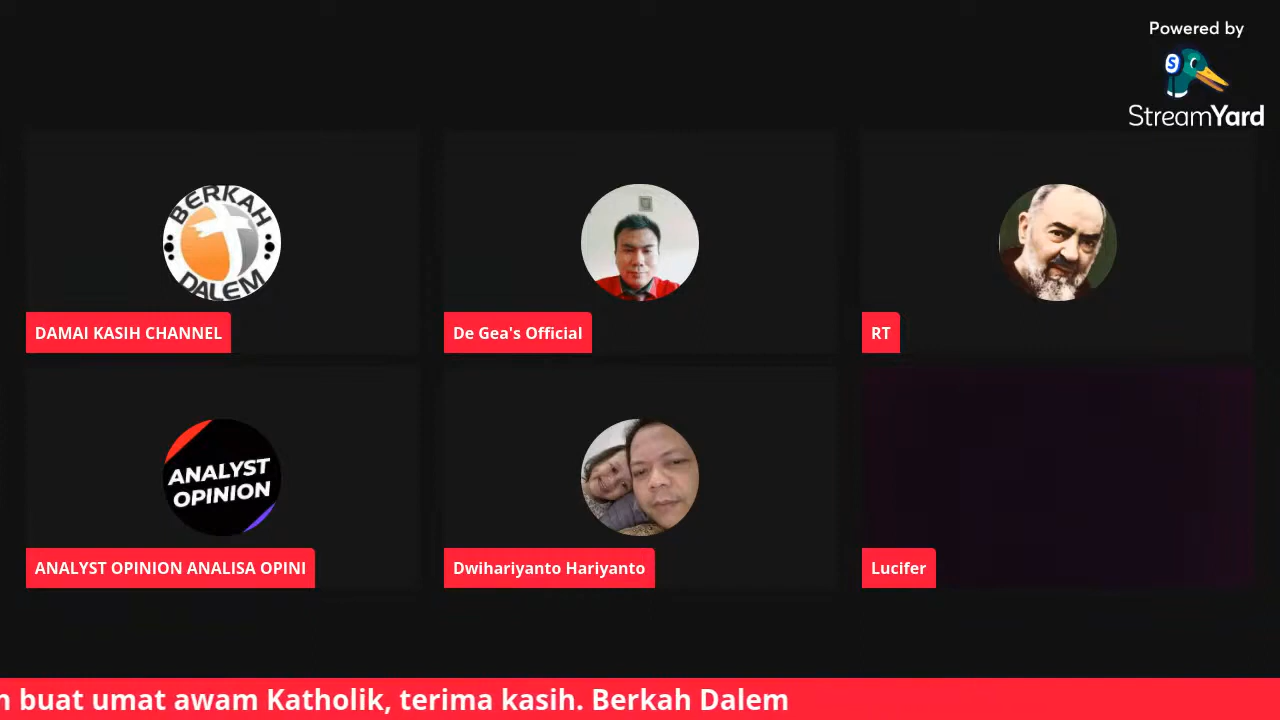 Powered by
StreamYard
BERKAH
DALEM
DAMAI KASIH CHANNEL
De Gea's Official
RT
ANALYST
OPINION
ANALYST OPINION ANALISA OPINI
Dwihariyanto Hariyanto
Lucifer
buat umat awam Katholik, terima kasih. Berkah Dalem